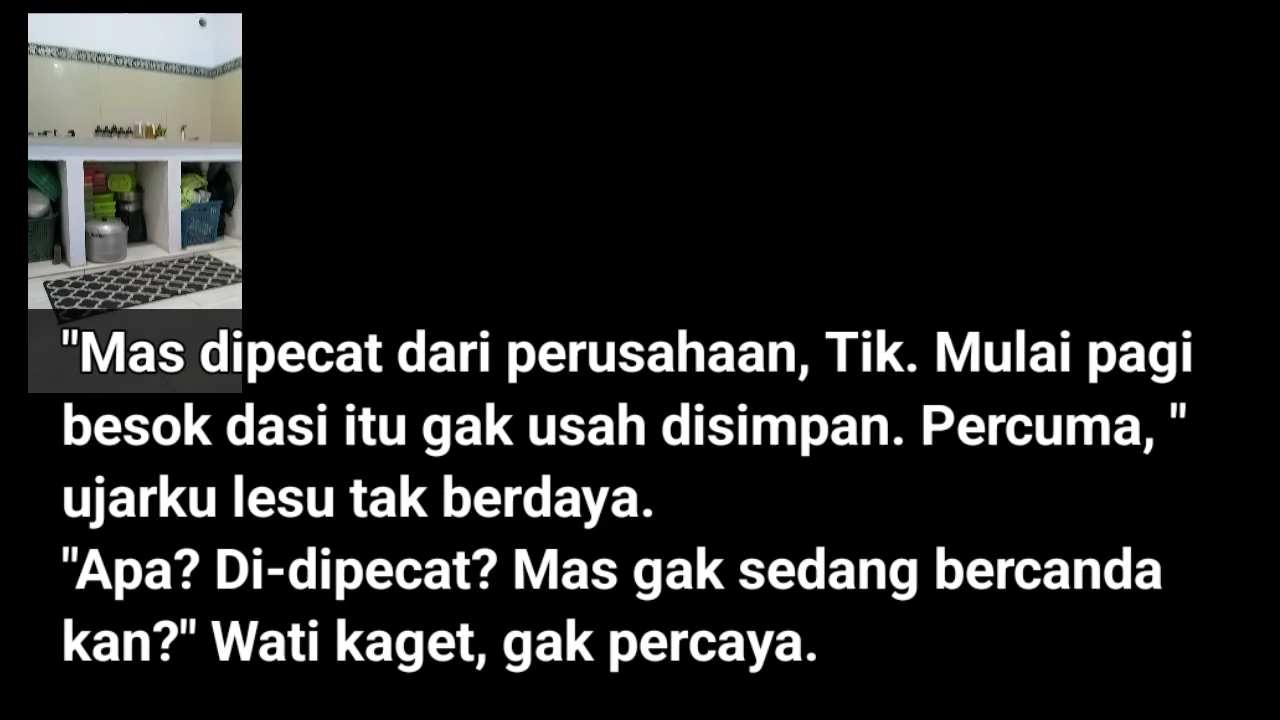 "Mas dipecat dari perusahaan, Tik. Mulai pagi
besok dasi itu gak usah disimpan. Percuma, "
ujarku lesu tak berdaya.
"Apa? Di-dipecat? Mas gak sedang bercanda
kan?" Wati kaget, gak percaya.